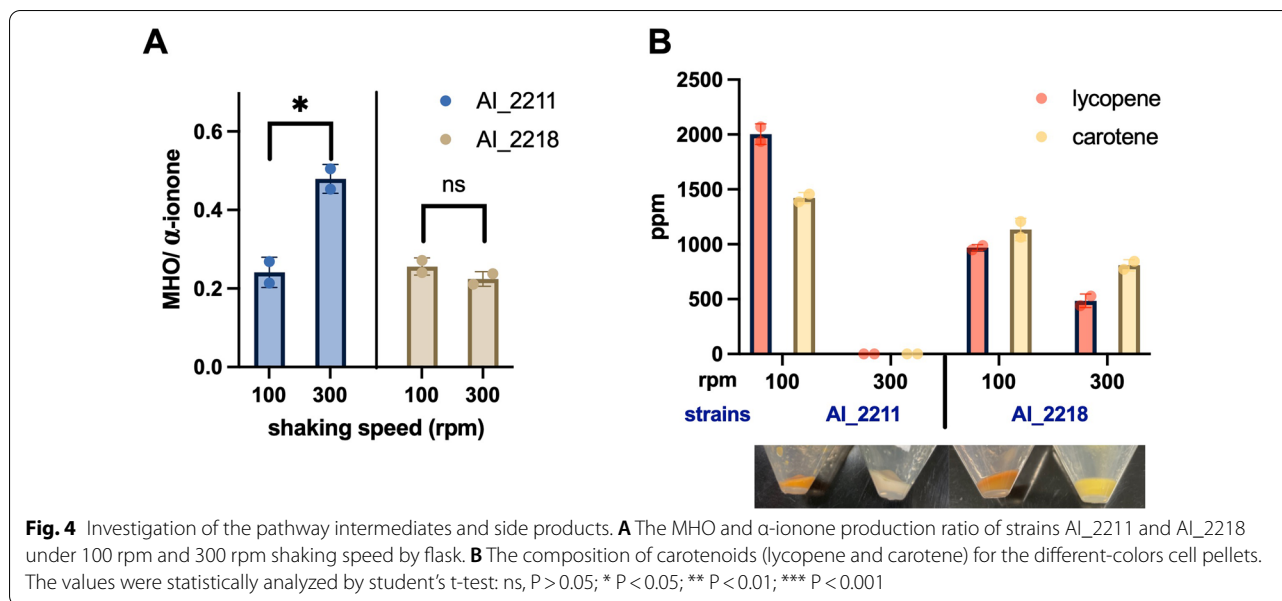 A
MHO/ α-ionone
0.6
0.4
0.2
0.0
*
ns
AI_2211
AI_2218
100 300 100 300
shaking speed (rpm)
B
ppm
2500
2000
1500
1000
500
0
lycopene
carotene
rpm 100 300 100 300
strains AI_2211 AI_2218
Fig. 4 Investigation of the pathway intermediates and side products. A The MHO and α-ionone production ratio of strains AI_2211 and AI_2218
under 100 rpm and 300 rpm shaking speed by flask. B The composition of carotenoids (lycopene and carotene) for the different-colors cell pellets.
The values were statistically analyzed by student's t-test: ns, P > 0.05; * P < 0.05; ** P < 0.01; *** P < 0.001